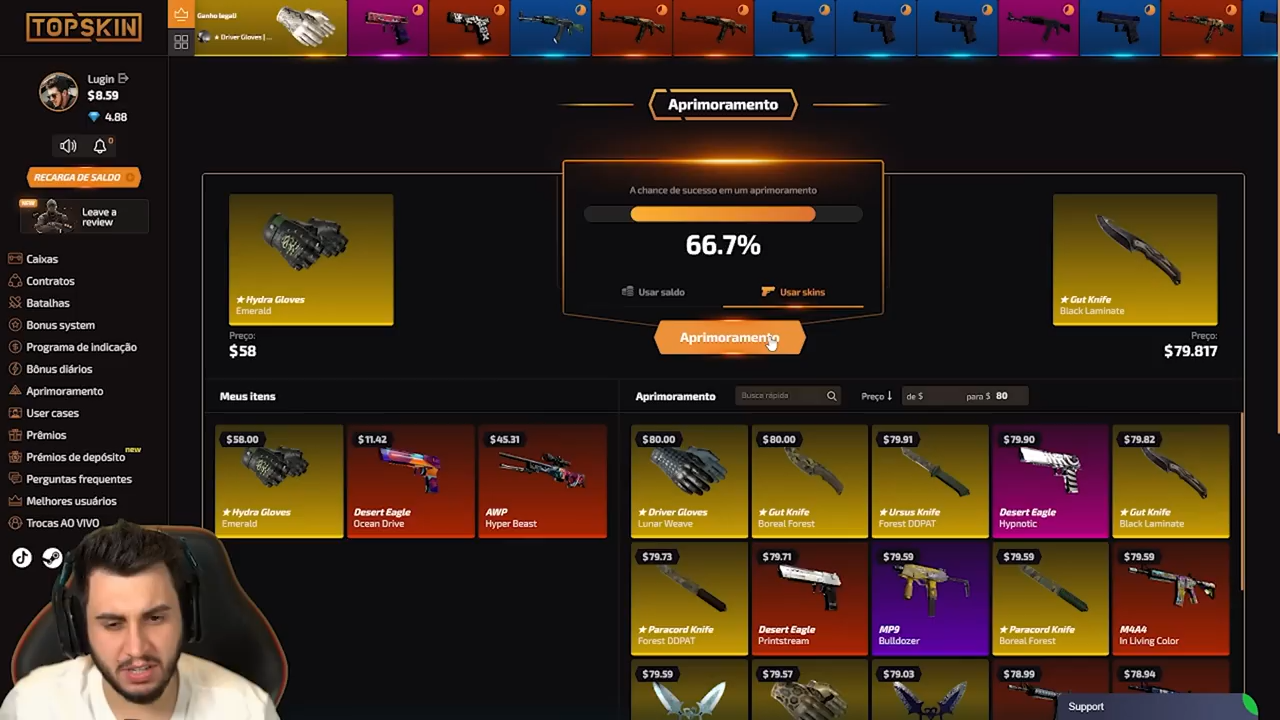 TOPSKIN
Ganho legal!
★ Driver Gloves | ...
Lugin
$8.59
4.88
0
RECARGA DE SALDO
NEW
Leave a
review
Caixas
Contratos
Batalhas
Bonus system
Programa de indicação
Bônus diários
Aprimoramento
User cases
Prêmios
Prémios de depósito new
Perguntas frequentes
Melhores usuários
Trocas AO VIVO
Aprimoramento
A chance de sucesso em um aprimoramento
66.7%
Usar saldo
Usar skins
Aprimoramento
★ Hydra Gloves
Emerald
Preço:
$58
★ Gut Knife
Black Laminate
Preço:
$79.817
Meus itens
$58.00
★ Hydra Gloves
Emerald
$11.42
Desert Eagle
Ocean Drive
$45.31
AWP
Hyper Beast
Aprimoramento
Busca rápida
Preço
de $
para $ 80
$80.00
★ Driver Gloves
Lunar Weave
$80.00
★ Gut Knife
Boreal Forest
$79.91
★ Ursus Knife
Forest DDPAT
$79.90
Desert Eagle
Hypnotic
$79.82
★ Gut Knife
Black Laminate
$79.73
★ Paracord Knife
Forest DDPAT
$79.71
Desert Eagle
Printstream
$79.59
MP9
Bulldozer
$79.59
★ Paracord Knife
Boreal Forest
$79.59
M4A4
In Living Color
$79.59
$79.57
$79.03
$78.99
$78.94
Support